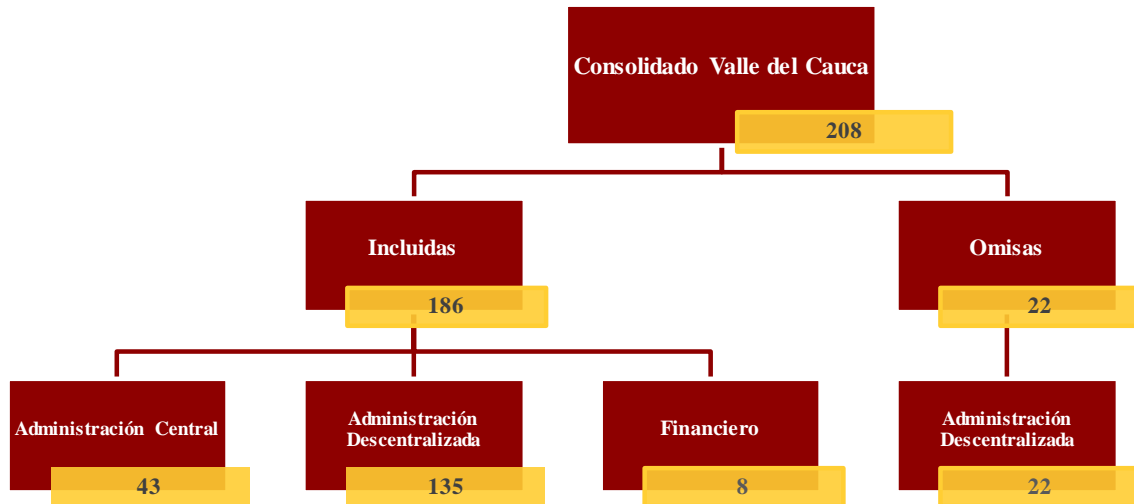 Consolidado Valle del Cauca
208
Incluidas
186
Omisas
22
Administración Central
43
Administración
Descentralizada
135
Financiero
8
Administración
Descentralizada
22